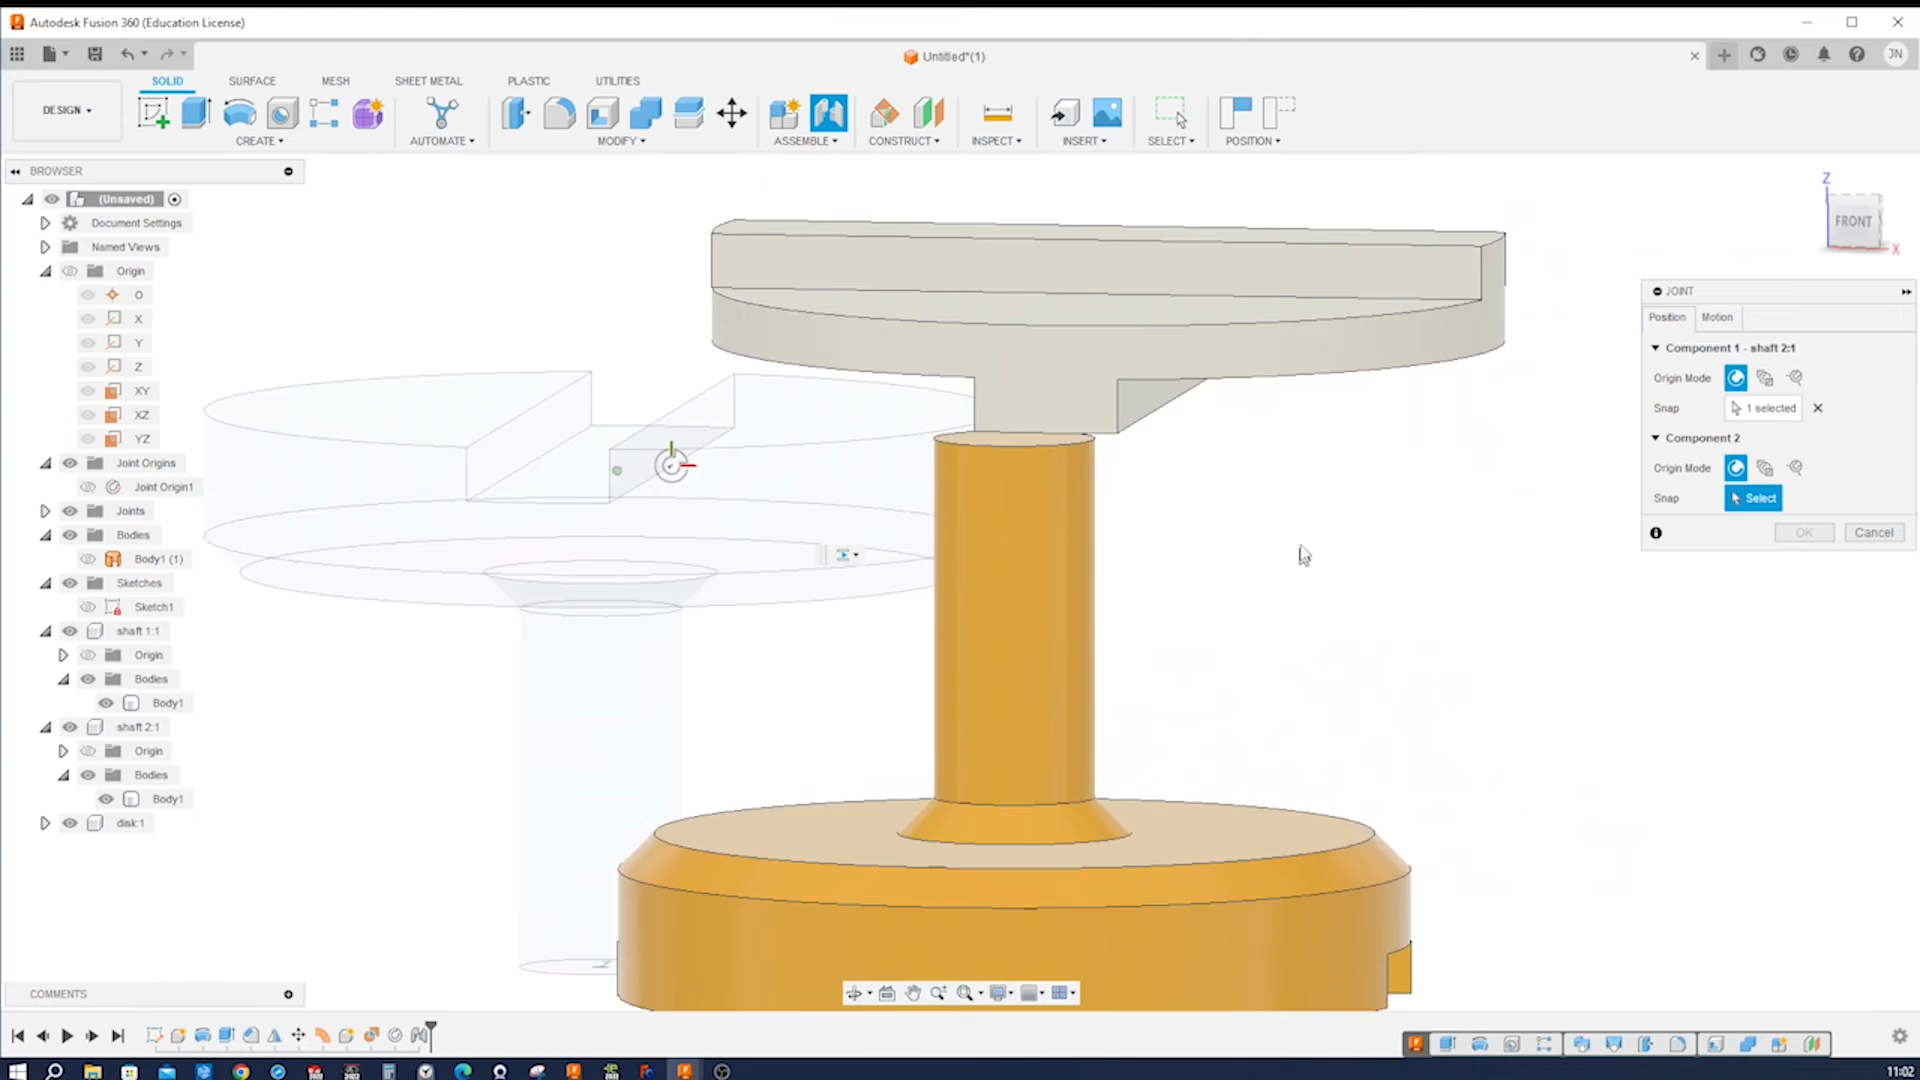 Autodesk Fusion 360 (Education License)
Untitled*(1)
JN
SOLID
SURFACE
MESH
SHEET METAL
PLASTIC
UTILITIES
DESIGN
CREATE
AUTOMATE
MODIFY
ASSEMBLE
CONSTRUCT
INSPECT
INSERT
SELECT
POSITION
BROWSER
(Unsaved)
Document Settings
Named Views
Origin
O
X
Y
Z
XY
XZ
YZ
Joint Origins
Joint Origin1
Joints
Bodies
Body1 (1)
Sketches
Sketch1
shaft 1:1
Origin
Bodies
Body1
shaft 2:1
Origin
Bodies
Body1
disk:1
Z
FRONT
X
JOINT
Position
Motion
Component 1 - shaft 2:1
Origin Mode
Snap
1 selected
Component 2
Origin Mode
Snap
Select
OK
Cancel
COMMENTS
11:02